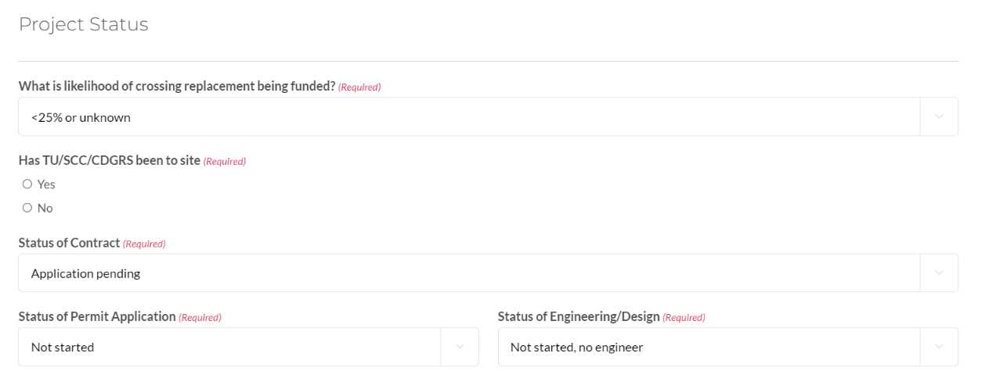 Project Status
What is likelihood of crossing replacement being funded? (Required)
<25% or unknown
Has TU/SCC/CDGRS been to site (Required)
Yes
No
Status of Contract (Required)
Application pending
Status of Permit Application (Required)
Not started
Status of Engineering/Design (Required)
Not started, no engineer